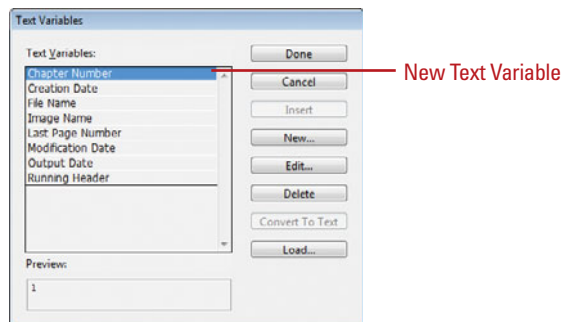 Text Variables
Text Variables:
Chapter Number
Creation Date
File Name
Image Name
Last Page Number
Modification Date
Output Date
Running Header
Preview:
1
Done
Cancel
Insert
New...
Edit...
Delete
Convert To Text
Load...
New Text Variable